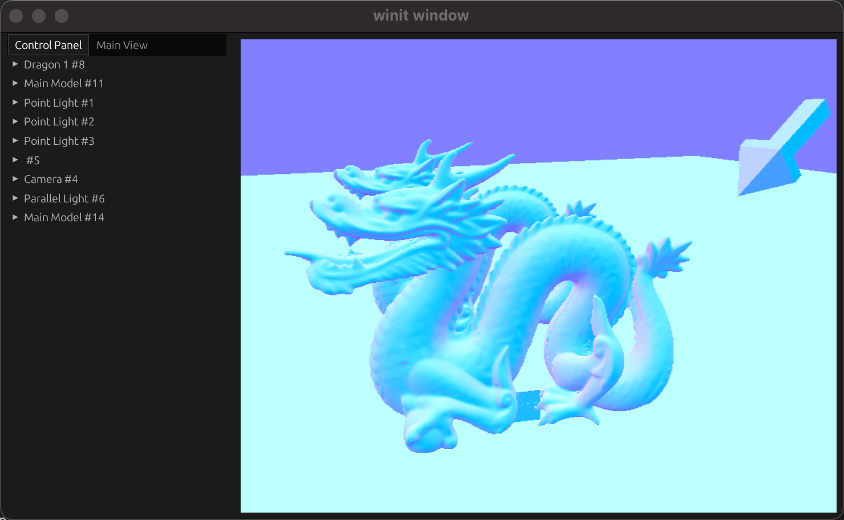 winit window
Control Panel
Main View
Dragon 1 #8
Main Model #11
Point Light #1
Point Light #2
Point Light #3
#5
Camera #4
Parallel Light #6
Main Model #14